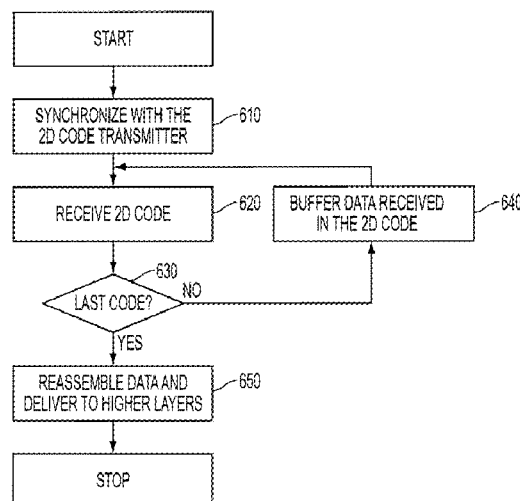 START
SYNCHRONIZE WITH THE
2D CODE TRANSMITTER
610
RECEIVE 2D CODE
620
BUFFER DATA RECEIVED
IN THE 2D CODE
640
630
LAST CODE?
NO
YES
REASSEMBLE DATA AND
DELIVER TO HIGHER LAYERS
650
STOP